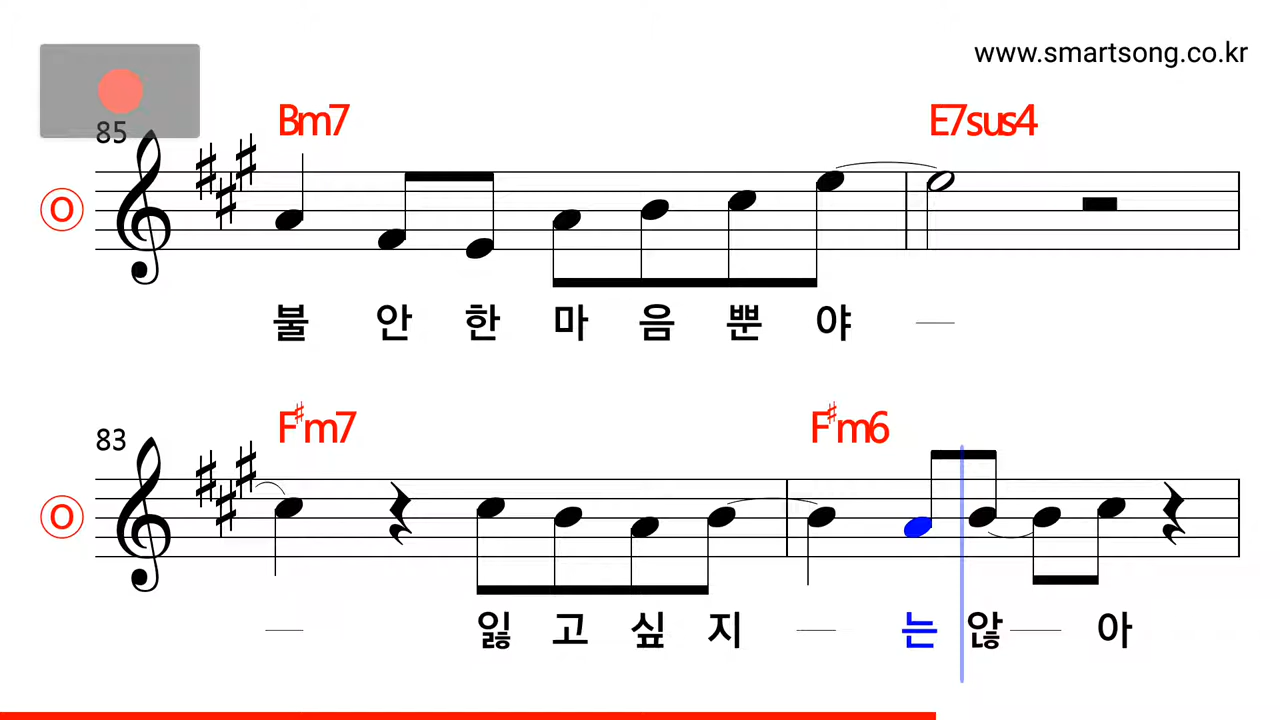 www.smartsong.co.kr
85
Bm7 E7sus4
O
불 안 한 마 음 뿐 야
83
F♯m7 F♯m6
O
잃 고 싶 지 는 않 아